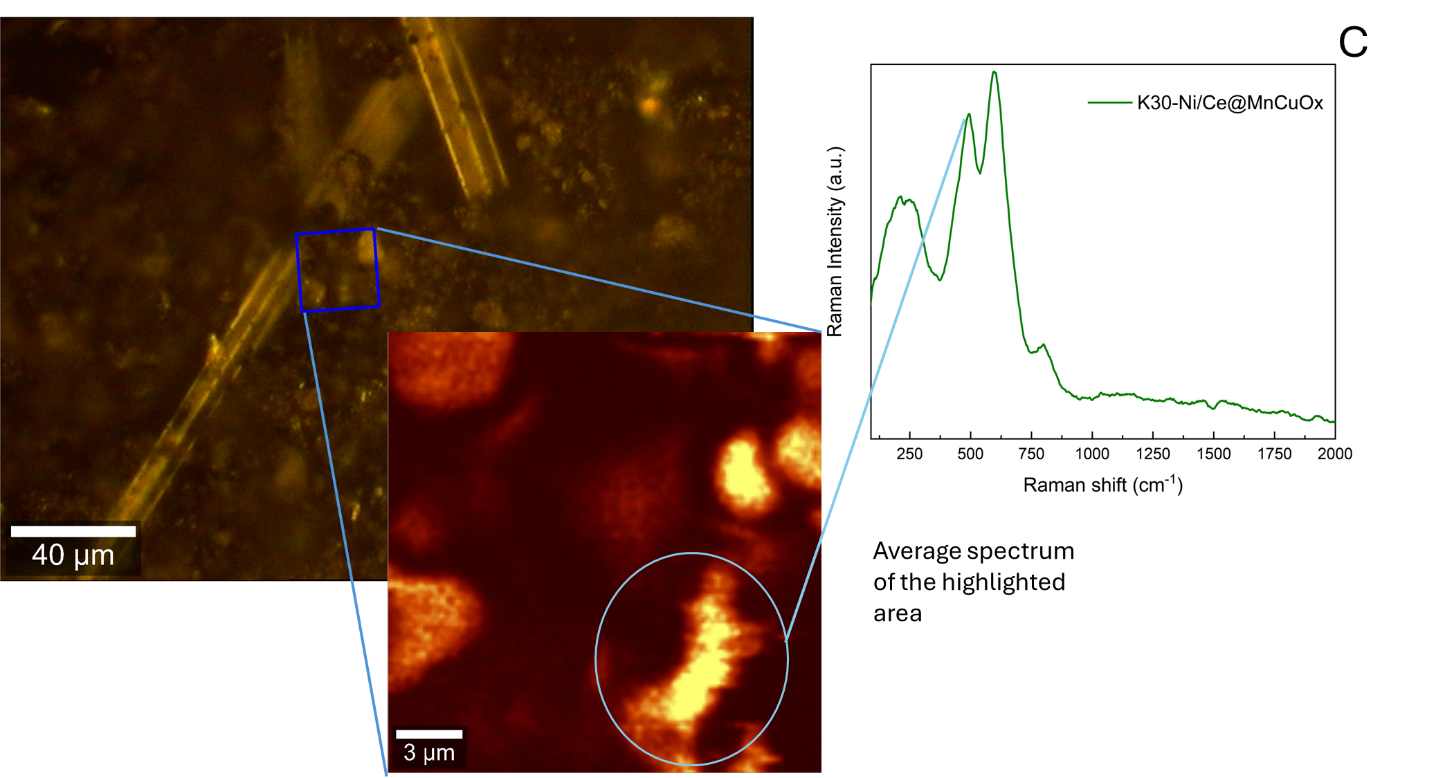 C
K30-Ni/Ce@MnCuOx
Raman Intensity (a.u.)
250 500 750 1000 1250 1500 1750 2000
Raman shift (cm⁻¹)
40 µm
3 µm
Average spectrum
of the highlighted
area